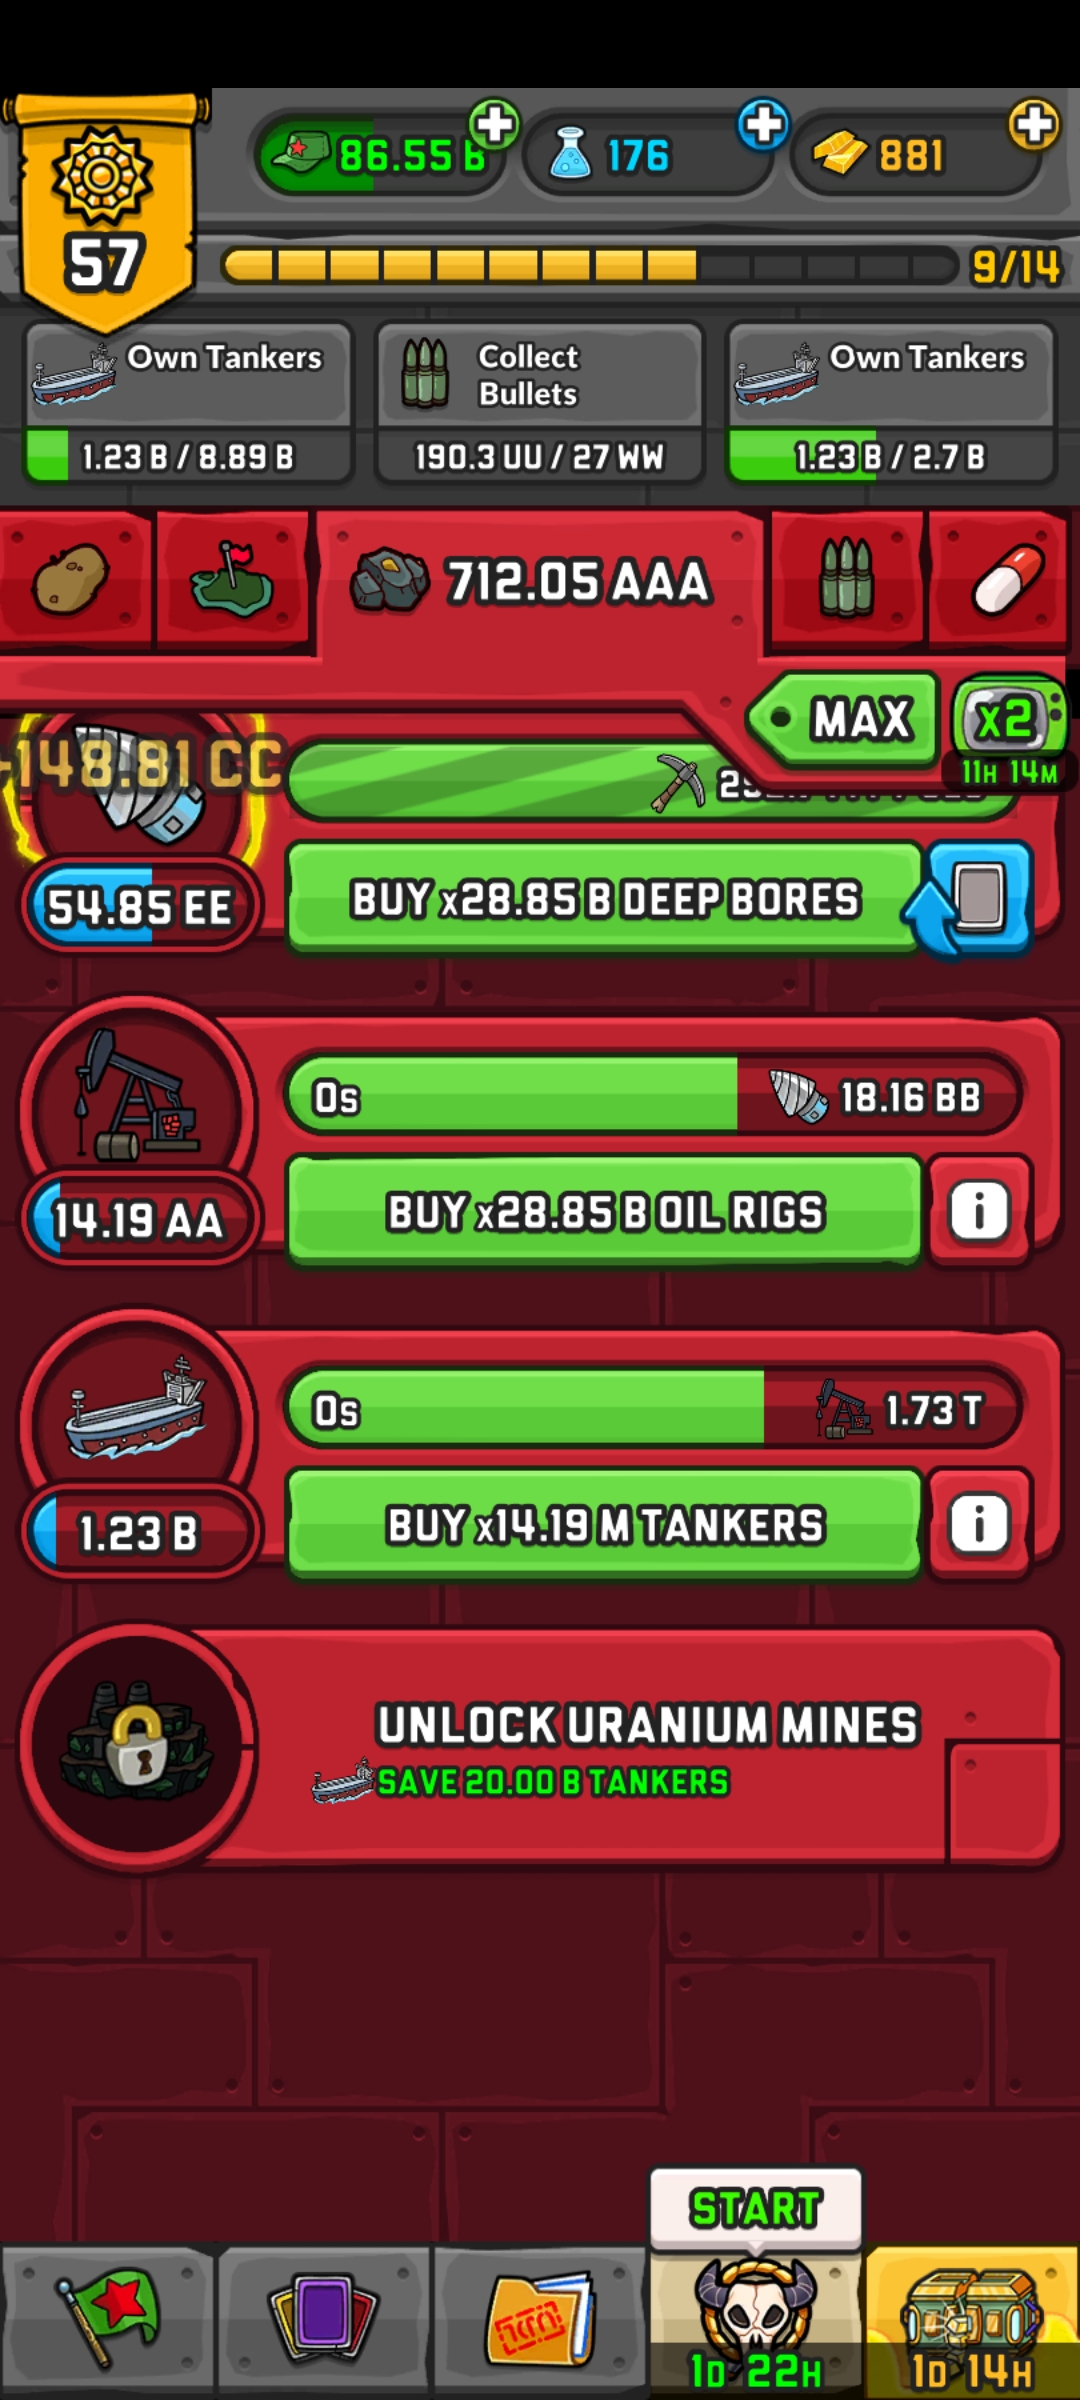 86.55 B
176
881
57
9/14
Own Tankers
1.23 B / 8.89 B
Collect
Bullets
190.3 UU / 27 WW
Own Tankers
1.23 B / 2.7 B
712.05 AAA
MAX
x2
11H 14M
148.81 CC
54.85 EE
BUY x28.85 B DEEP BORES
0s
18.16 BB
14.19 AA
BUY x28.85 B OIL RIGS
i
0s
1.73 T
1.23 B
BUY x14.19 M TANKERS
i
UNLOCK URANIUM MINES
SAVE 20.00 B TANKERS
START
1D 22H
1D 14H